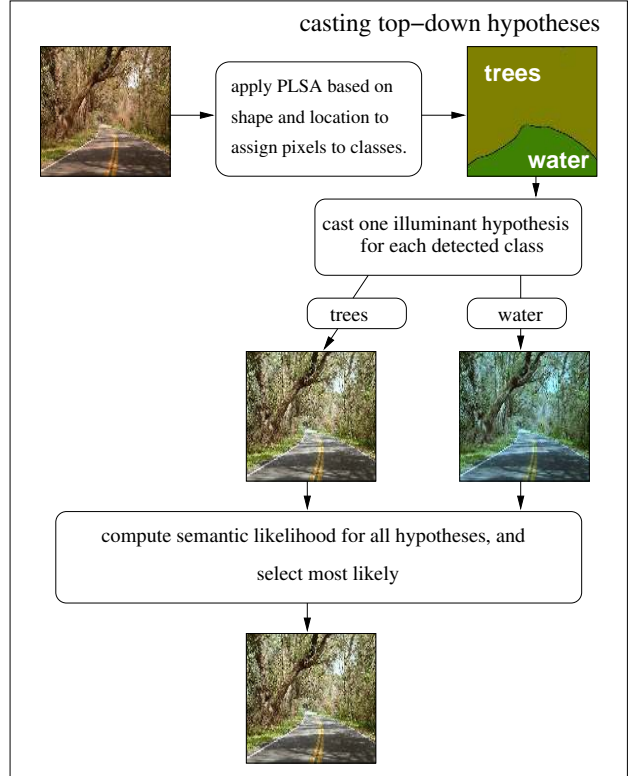 casting top−down hypotheses
apply PLSA based on
shape and location to
assign pixels to classes.
trees
water
cast one illuminant hypothesis
for each detected class
trees
water
compute semantic likelihood for all hypotheses, and
select most likely